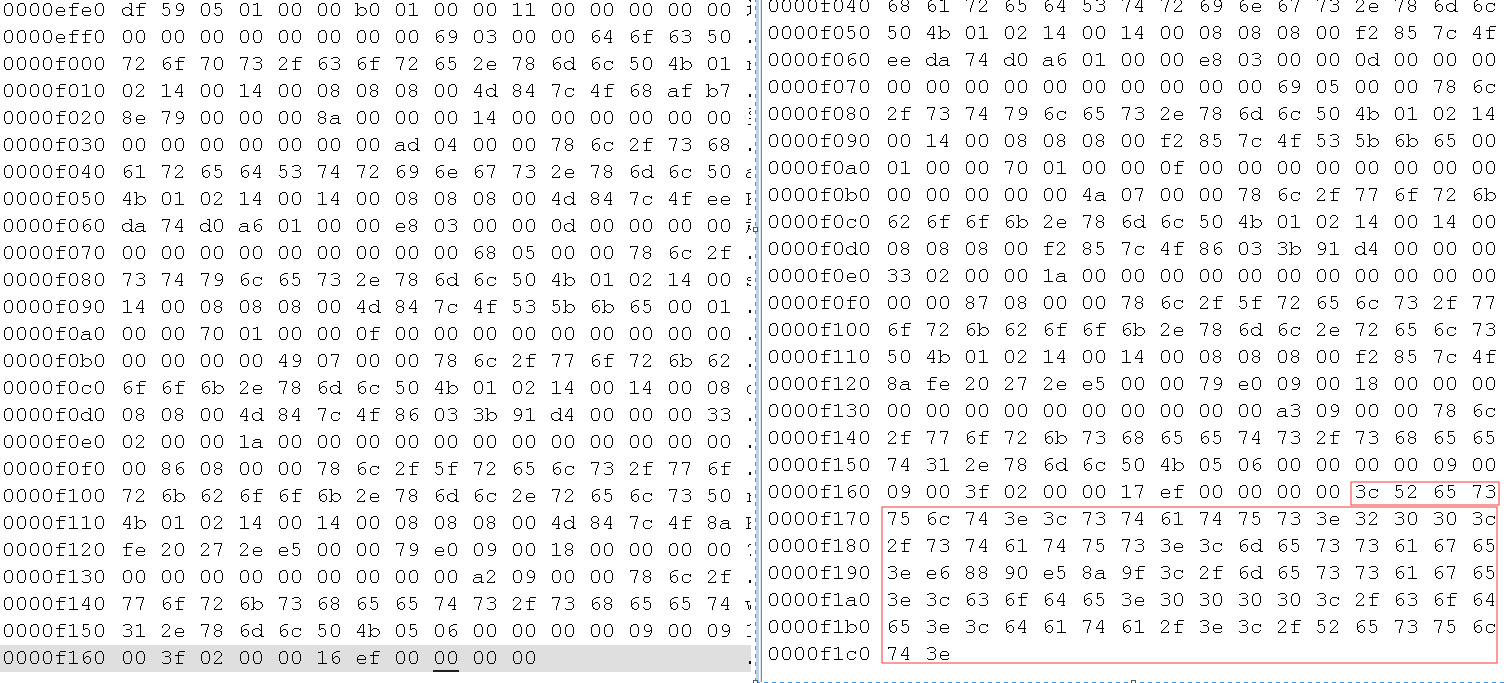 0000efe0 df 59 05 01 00 00 b0 01 00 00 11 00 00 00 00 00
0000eff0 00 00 00 00 00 00 00 00 69 03 00 00 64 6f 63 50
0000f000 72 6f 70 73 2f 63 6f 72 65 2e 78 6d 6c 50 4b 01
0000f010 02 14 00 14 00 08 08 08 00 4d 84 7c 4f 68 af b7
0000f020 8e 79 00 00 00 8a 00 00 00 14 00 00 00 00 00 00
0000f030 00 00 00 00 00 00 00 ad 04 00 00 78 6c 2f 73 68
0000f040 61 72 65 64 53 74 72 69 6e 67 73 2e 78 6d 6c 50
0000f050 4b 01 02 14 00 14 00 08 08 08 00 4d 84 7c 4f ee
0000f060 da 74 d0 a6 01 00 00 e8 03 00 00 0d 00 00 00 00
0000f070 00 00 00 00 00 00 00 00 00 68 05 00 00 78 6c 2f
0000f080 73 74 79 6c 65 73 2e 78 6d 6c 50 4b 01 02 14 00
0000f090 14 00 08 08 08 00 4d 84 7c 4f 53 5b 6b 65 00 01
0000f0a0 00 00 70 01 00 00 0f 00 00 00 00 00 00 00 00 00
0000f0b0 00 00 00 00 49 07 00 00 78 6c 2f 77 6f 72 6b 62
0000f0c0 6f 6f 6b 2e 78 6d 6c 50 4b 01 02 14 00 14 00 08
0000f0d0 08 08 00 4d 84 7c 4f 86 03 3b 91 d4 00 00 00 33
0000f0e0 02 00 00 1a 00 00 00 00 00 00 00 00 00 00 00 00
0000f0f0 00 86 08 00 00 78 6c 2f 5f 72 65 6c 73 2f 77 6f
0000f100 72 6b 62 6f 6f 6b 2e 78 6d 6c 2e 72 65 6c 73 50
0000f110 4b 01 02 14 00 14 00 08 08 08 00 4d 84 7c 4f 8a
0000f120 fe 20 27 2e e5 00 00 79 e0 09 00 18 00 00 00 00
0000f130 00 00 00 00 00 00 00 00 00 a2 09 00 00 78 6c 2f
0000f140 77 6f 72 6b 73 68 65 65 74 73 2f 73 68 65 65 74
0000f150 31 2e 78 6d 6c 50 4b 05 06 00 00 00 00 09 00 09
0000f160 00 3f 02 00 00 16 ef 00 00 00 00
0000f040 68 61 72 65 64 53 74 72 69 6e 67 73 2e 78 6d 6c
0000f050 50 4b 01 02 14 00 14 00 08 08 08 00 f2 85 7c 4f
0000f060 ee da 74 d0 a6 01 00 00 e8 03 00 00 0d 00 00 00
0000f070 00 00 00 00 00 00 00 00 00 00 69 05 00 00 78 6c
0000f080 2f 73 74 79 6c 65 73 2e 78 6d 6c 50 4b 01 02 14
0000f090 00 14 00 08 08 08 00 f2 85 7c 4f 53 5b 6b 65 00
0000f0a0 01 00 00 70 01 00 00 0f 00 00 00 00 00 00 00 00
0000f0b0 00 00 00 00 00 4a 07 00 00 78 6c 2f 77 6f 72 6b
0000f0c0 62 6f 6f 6b 2e 78 6d 6c 50 4b 01 02 14 00 14 00
0000f0d0 08 08 08 00 f2 85 7c 4f 86 03 3b 91 d4 00 00 00
0000f0e0 33 02 00 00 1a 00 00 00 00 00 00 00 00 00 00 00
0000f0f0 00 00 87 08 00 00 78 6c 2f 5f 72 65 6c 73 2f 77
0000f100 6f 72 6b 62 6f 6f 6b 2e 78 6d 6c 2e 72 65 6c 73
0000f110 50 4b 01 02 14 00 14 00 08 08 08 00 f2 85 7c 4f
0000f120 8a fe 20 27 2e e5 00 00 79 e0 09 00 18 00 00 00
0000f130 00 00 00 00 00 00 00 00 00 00 a3 09 00 00 78 6c
0000f140 2f 77 6f 72 6b 73 68 65 65 74 73 2f 73 68 65 65
0000f150 74 31 2e 78 6d 6c 50 4b 05 06 00 00 00 00 09 00
0000f160 09 00 3f 02 00 00 17 ef 00 00 00 00 3c 52 65 73
0000f170 75 6c 74 3e 3c 73 74 61 74 75 73 3e 32 30 30 3c
0000f180 2f 73 74 61 74 75 73 3e 3c 6d 65 73 73 61 67 65
0000f190 3e e6 88 90 e5 8a 9f 3c 2f 6d 65 73 73 61 67 65
0000f1a0 3e 3c 63 6f 64 65 3e 30 30 30 30 3c 2f 63 6f 64
0000f1b0 65 3e 3c 64 61 74 61 2f 3e 3c 2f 52 65 73 75 6c
0000f1c0 74 3e